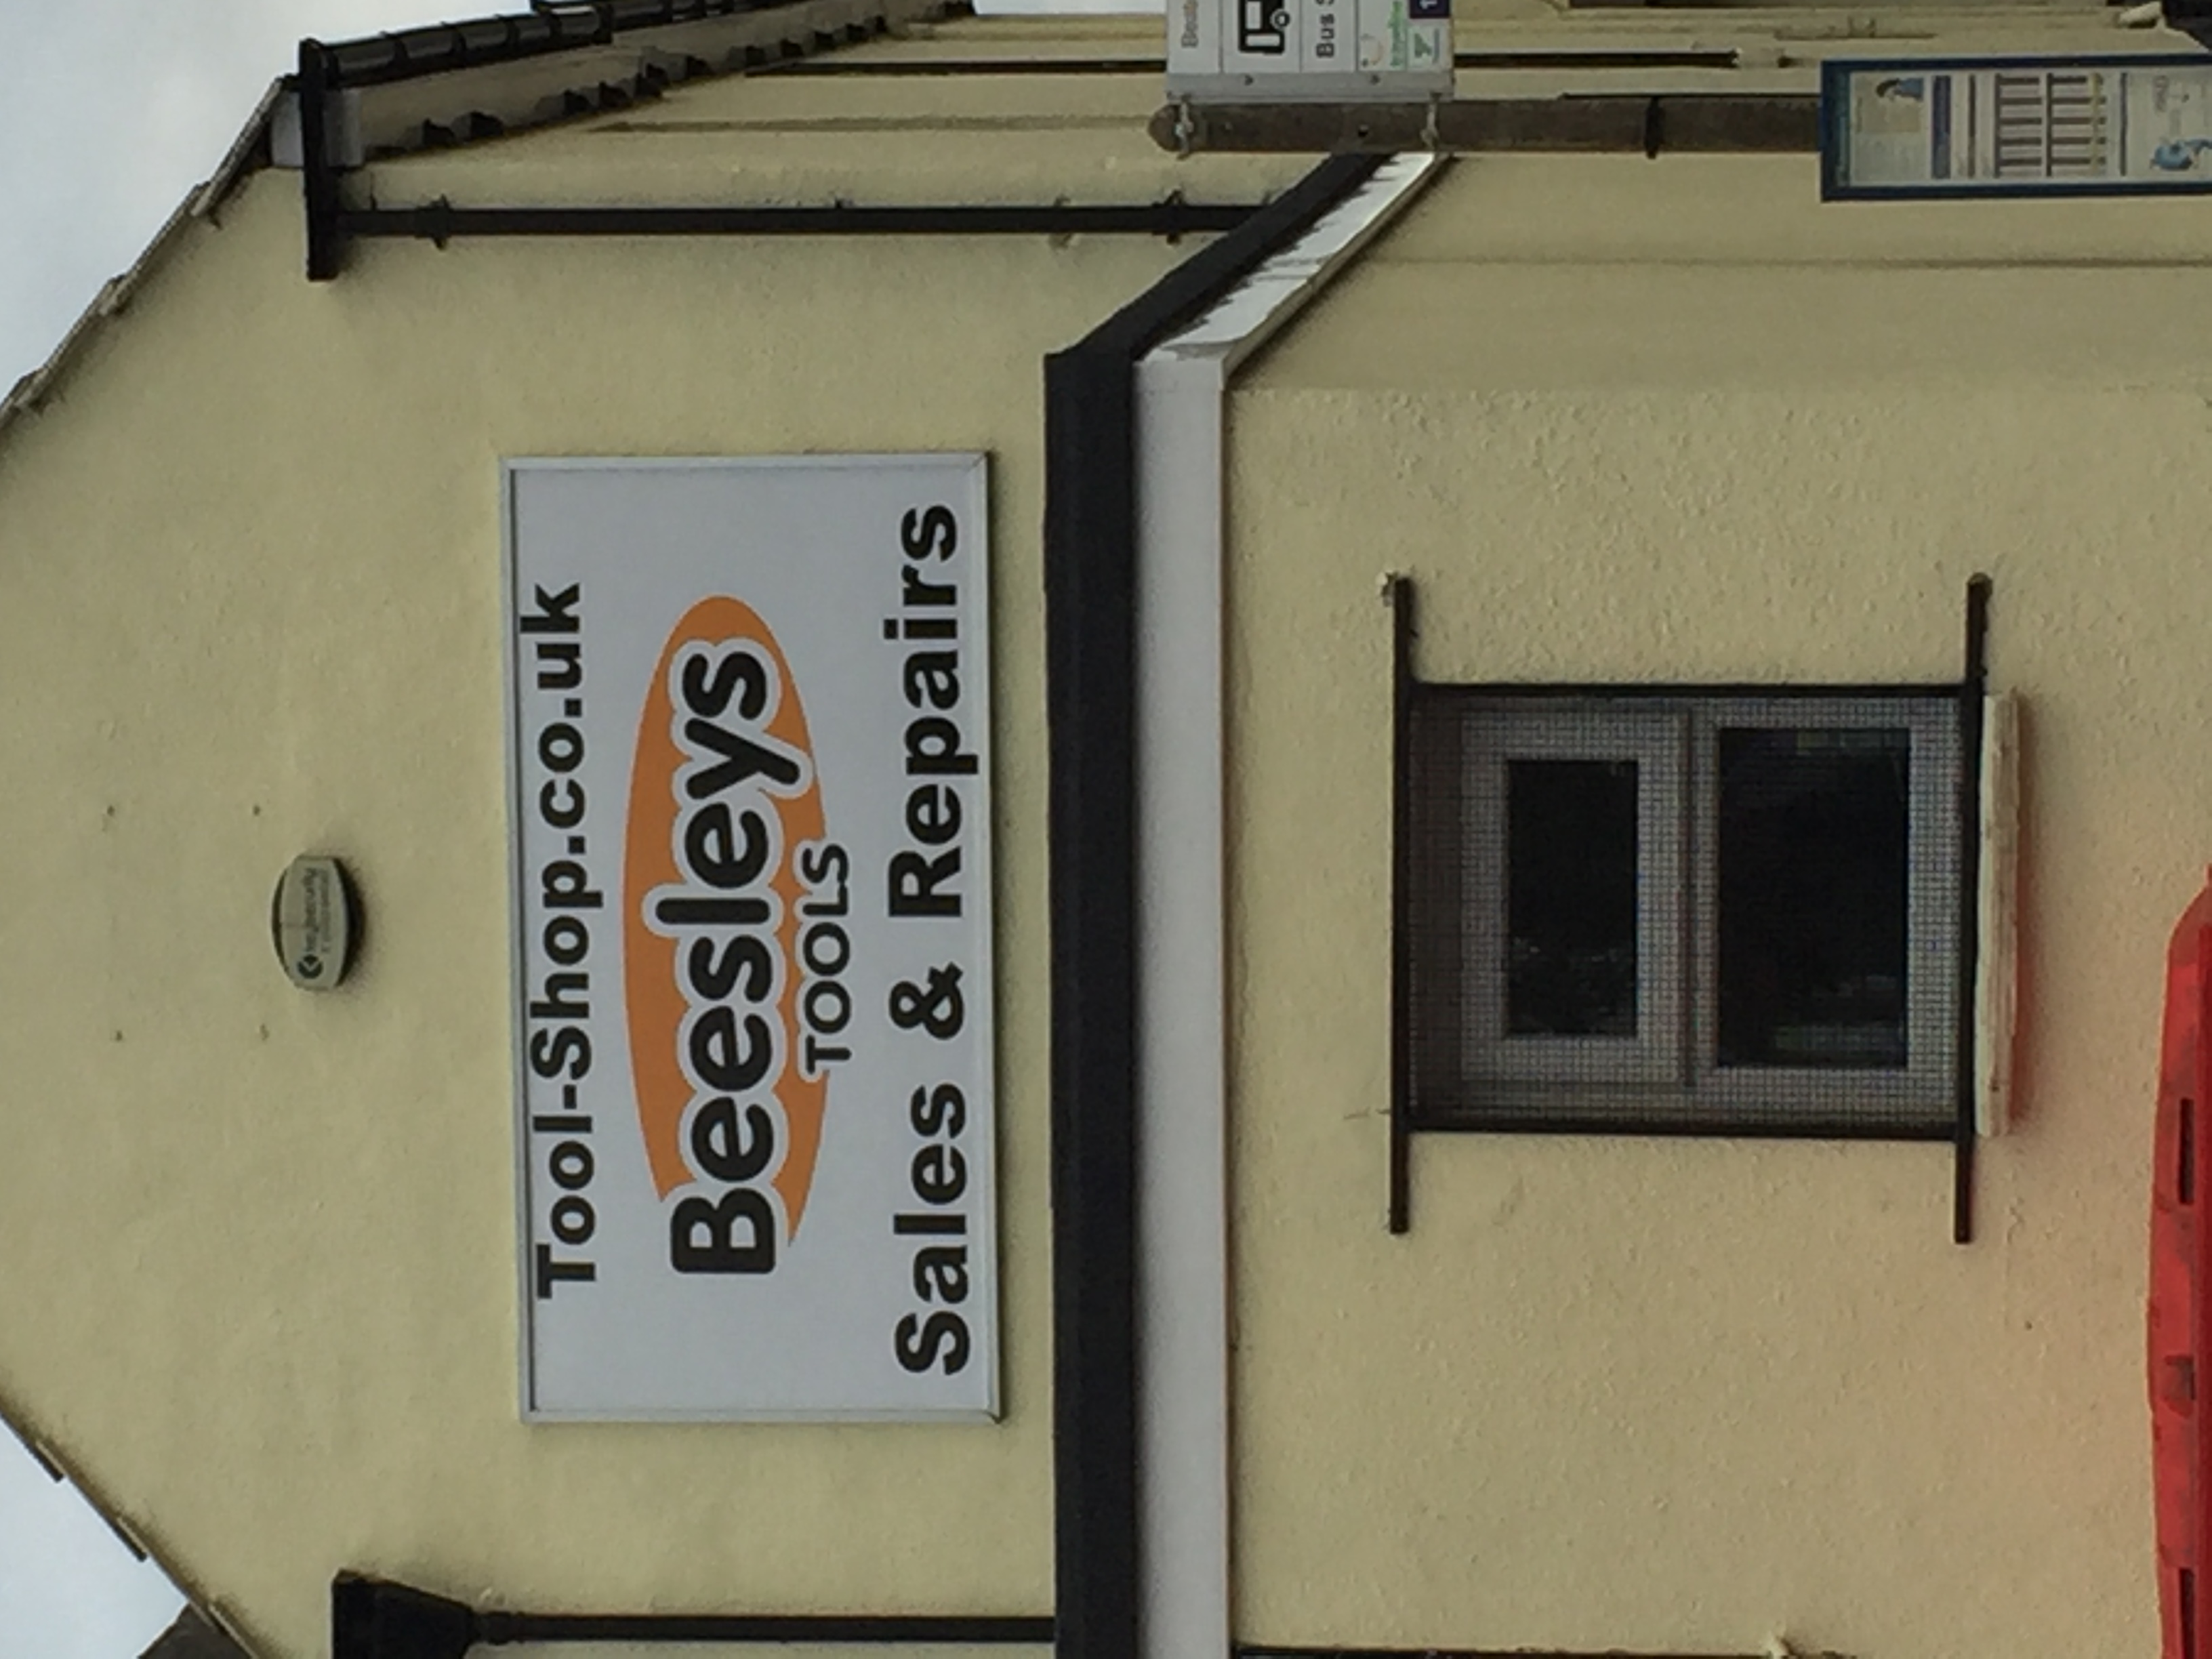 Tool-Shop.co.uk
Beesleys
TOOLS
Sales & Repairs
Bus